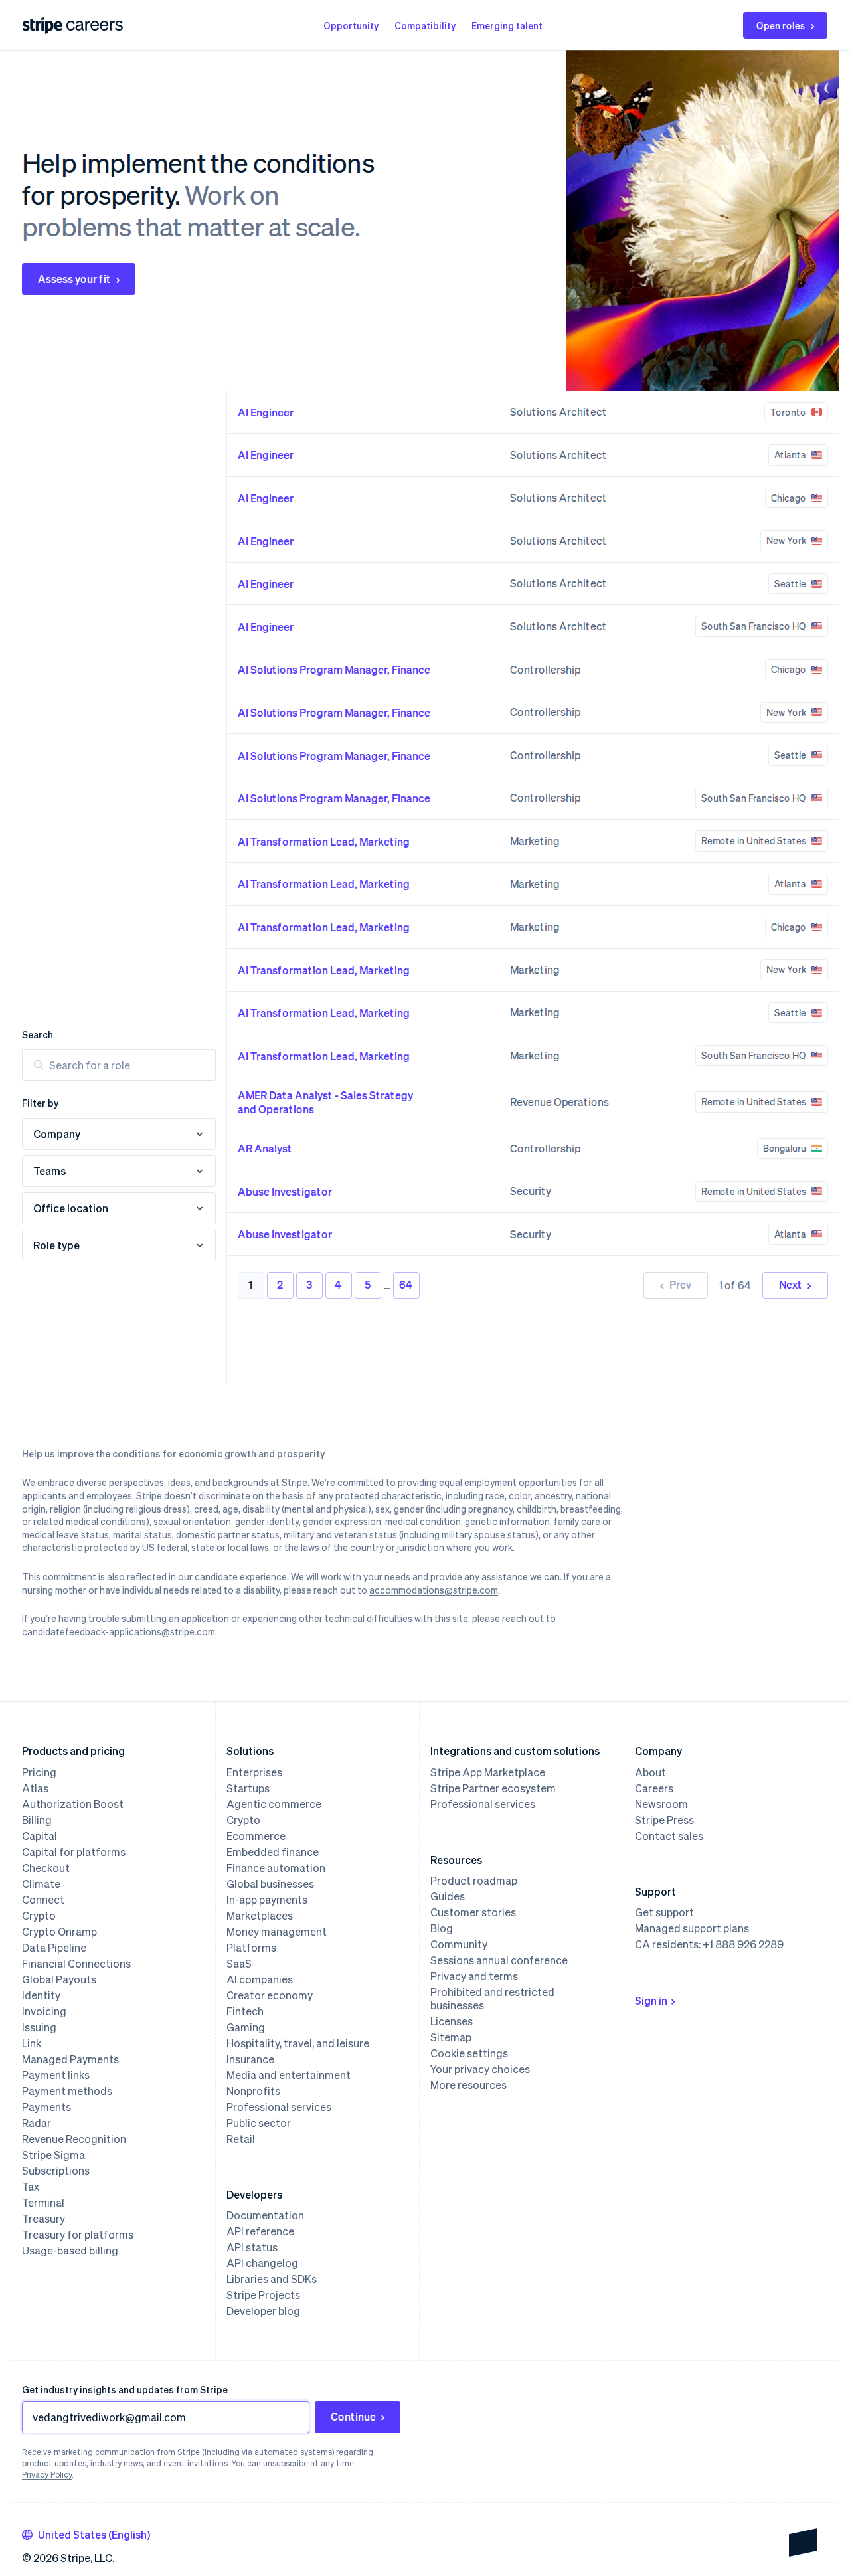 stripe careers
Opportunity Compatibility Emerging talent
Open roles
Help implement the conditions
for prosperity. Work on
problems that matter at scale.
Assess your fit
AI Engineer Solutions Architect Toronto
AI Engineer Solutions Architect Atlanta
AI Engineer Solutions Architect Chicago
AI Engineer Solutions Architect New York
AI Engineer Solutions Architect Seattle
AI Engineer Solutions Architect South San Francisco HQ
AI Solutions Program Manager, Finance Controllership Chicago
AI Solutions Program Manager, Finance Controllership New York
AI Solutions Program Manager, Finance Controllership Seattle
AI Solutions Program Manager, Finance Controllership South San Francisco HQ
AI Transformation Lead, Marketing Marketing Remote in United States
AI Transformation Lead, Marketing Marketing Atlanta
AI Transformation Lead, Marketing Marketing Chicago
AI Transformation Lead, Marketing Marketing New York
AI Transformation Lead, Marketing Marketing Seattle
AI Transformation Lead, Marketing Marketing South San Francisco HQ
AMER Data Analyst - Sales Strategy
and Operations Revenue Operations Remote in United States
AR Analyst Controllership Bengaluru
Abuse Investigator Security Remote in United States
Abuse Investigator Security Atlanta
Search
Search for a role
Filter by
Company
Teams
Office location
Role type
1 2 3 4 5 ... 64
Prev 1 of 64 Next
Help us improve the conditions for economic growth and prosperity
We embrace diverse perspectives, ideas, and backgrounds at Stripe. We're committed to providing equal employment opportunities for all
applicants and employees. Stripe doesn't discriminate on the basis of any protected characteristic, including race, color, ancestry, national
origin, religion (including religious dress), creed, age, disability (mental and physical), sex, gender (including pregnancy, childbirth, breastfeeding,
or related medical conditions), sexual orientation, gender identity, gender expression, medical condition, genetic information, family care or
medical leave status, marital status, domestic partner status, military and veteran status (including military spouse status), or any other
characteristic protected by US federal, state or local laws, or the laws of the country or jurisdiction where you work.
This commitment is also reflected in our candidate experience. We will work with your needs and provide any assistance we can. If you are a
nursing mother or have individual needs related to a disability, please reach out to accommodations@stripe.com.
If you're having trouble submitting an application or experiencing other technical difficulties with this site, please reach out to
candidatefeedback-applications@stripe.com.
Products and pricing
Pricing
Atlas
Authorization Boost
Billing
Capital
Capital for platforms
Checkout
Climate
Connect
Crypto
Crypto Onramp
Data Pipeline
Financial Connections
Global Payouts
Identity
Invoicing
Issuing
Link
Managed Payments
Payment links
Payment methods
Payments
Radar
Revenue Recognition
Stripe Sigma
Subscriptions
Tax
Terminal
Treasury
Treasury for platforms
Usage-based billing
Solutions
Enterprises
Startups
Agentic commerce
Crypto
Ecommerce
Embedded finance
Finance automation
Global businesses
In-app payments
Marketplaces
Money management
Platforms
SaaS
AI companies
Creator economy
Fintech
Gaming
Hospitality, travel, and leisure
Insurance
Media and entertainment
Nonprofits
Professional services
Public sector
Retail
Developers
Documentation
API reference
API status
API changelog
Libraries and SDKs
Stripe Projects
Developer blog
Integrations and custom solutions
Stripe App Marketplace
Stripe Partner ecosystem
Professional services
Resources
Product roadmap
Guides
Customer stories
Blog
Community
Sessions annual conference
Privacy and terms
Prohibited and restricted
businesses
Licenses
Sitemap
Cookie settings
Your privacy choices
More resources
Company
About
Careers
Newsroom
Stripe Press
Contact sales
Support
Get support
Managed support plans
CA residents: +1 888 926 2289
Sign in
Get industry insights and updates from Stripe
vedangtrivediwork@gmail.com
Continue
Receive marketing communication from Stripe (including via automated systems) regarding
product updates, industry news, and event invitations. You can unsubscribe at any time.
Privacy Policy.
United States (English)
© 2026 Stripe, LLC.